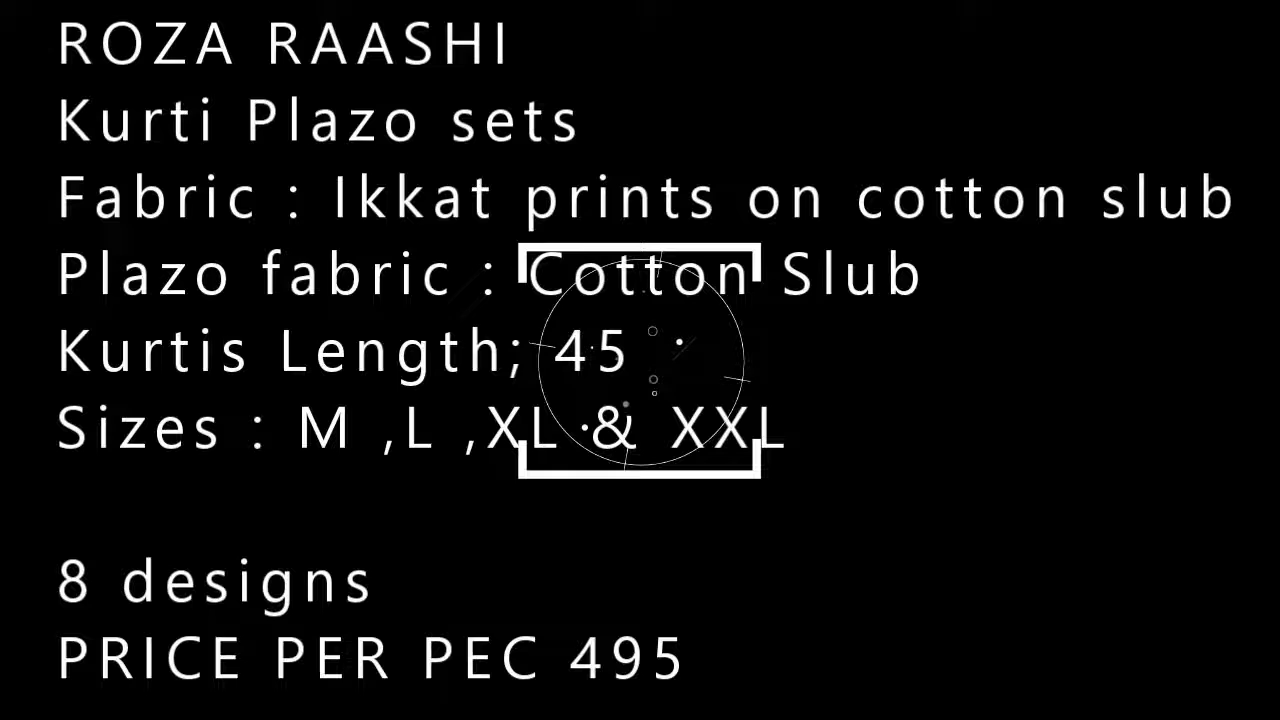 ROZA RAASHI
Kurti Plazo sets
Fabric : Ikkat prints on cotton slub
Plazo fabric : Cotton Slub
Kurtis Length; 45
Sizes : M ,L ,XL & XXL
8 designs
PRICE PER PEC 495